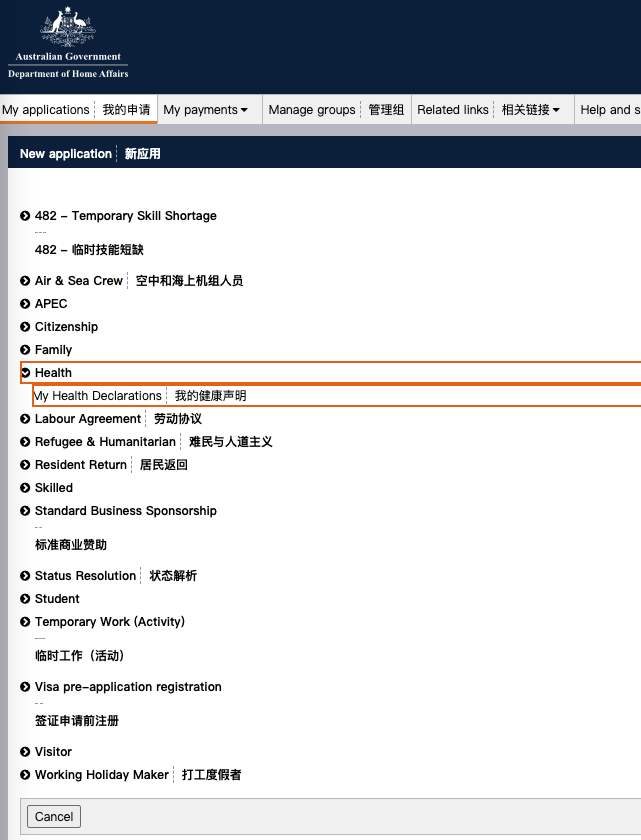 Australian Government
Department of Home Affairs
My applications 我的申请 My payments Manage groups 管理组 Related links 相关链接 Help and s
New application 新应用
482 – Temporary Skill Shortage
482 – 临时技能短缺
Air & Sea Crew 空中和海上机组人员
APEC
Citizenship
Family
Health
My Health Declarations 我的健康声明
Labour Agreement 劳动协议
Refugee & Humanitarian 难民与人道主义
Resident Return 居民返回
Skilled
Standard Business Sponsorship
标准商业赞助
Status Resolution 状态解析
Student
Temporary Work (Activity)
临时工作（活动）
Visa pre–application registration
签证申请前注册
Visitor
Working Holiday Maker 打工度假者
Cancel